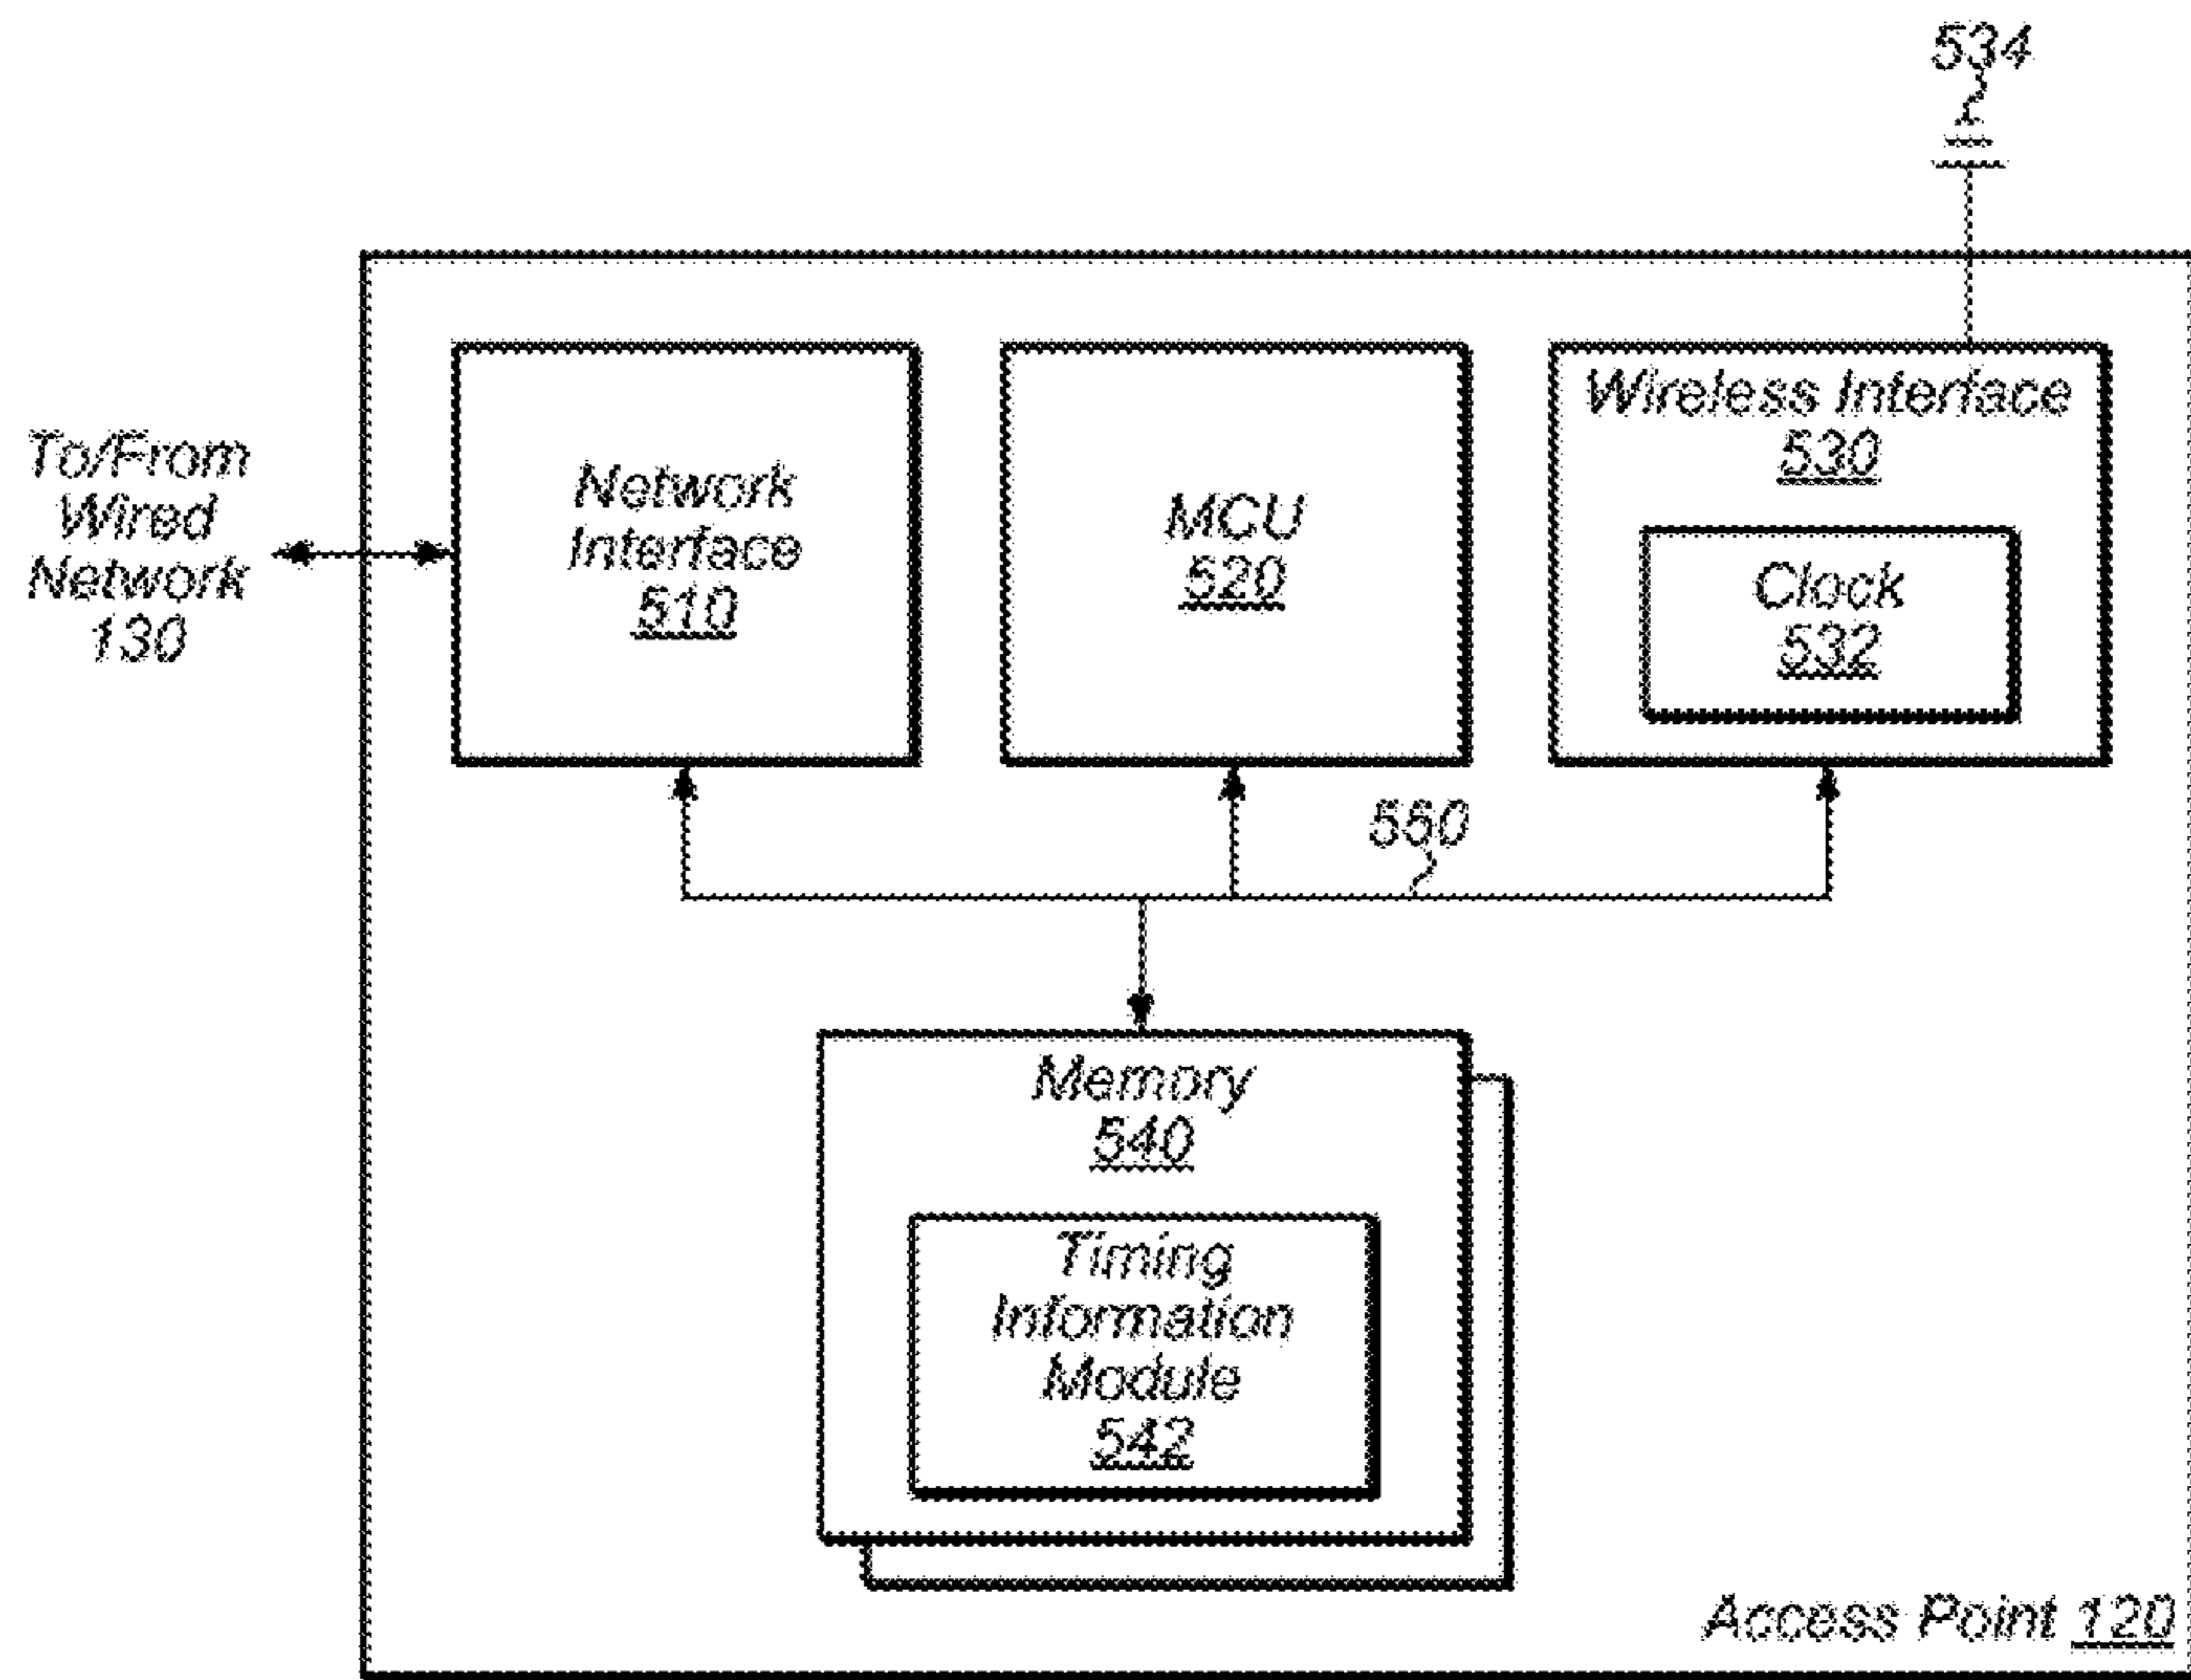 534
To/From
Wired
Network
130
Network
Interface
510
MCU
520
Wireless Interface
530
Clock
532
550
Memory
540
Timing
Information
Module
542
Access Point 120